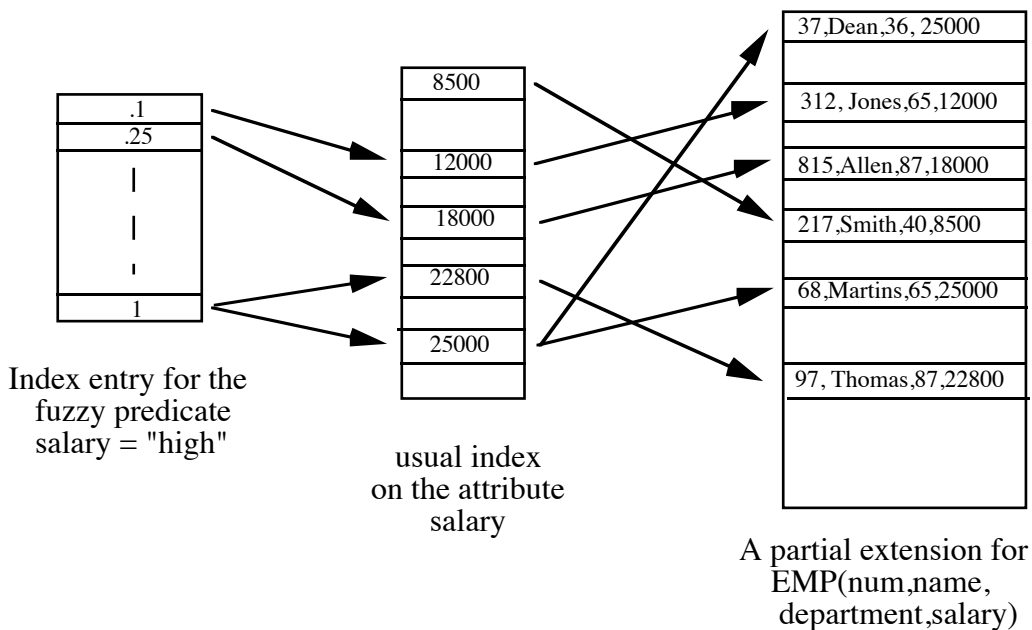 .1
.25
1
Index entry for the
fuzzy predicate
salary = "high"
8500
12000
18000
22800
25000
usual index
on the attribute
salary
37,Dean,36, 25000
312, Jones,65,12000
815,Allen,87,18000
217,Smith,40,8500
68,Martins,65,25000
97, Thomas,87,22800
A partial extension for
EMP(num,name,
department,salary)